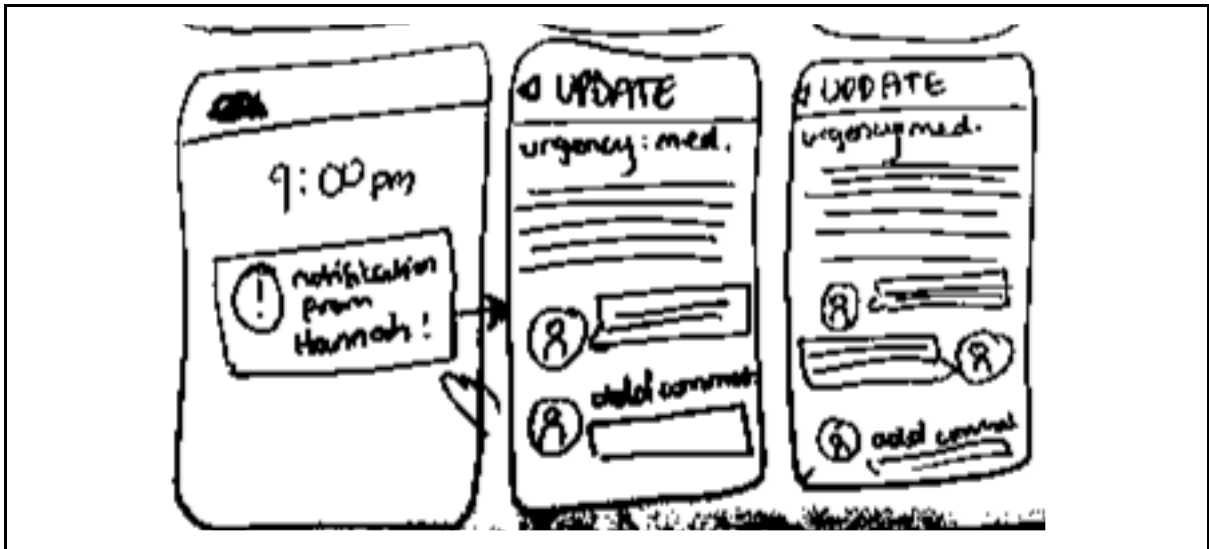 9:00pm
notification
from
Hannah!
UPDATE
urgency: med.
add comment
UPDATE
urgency: med.
add comment